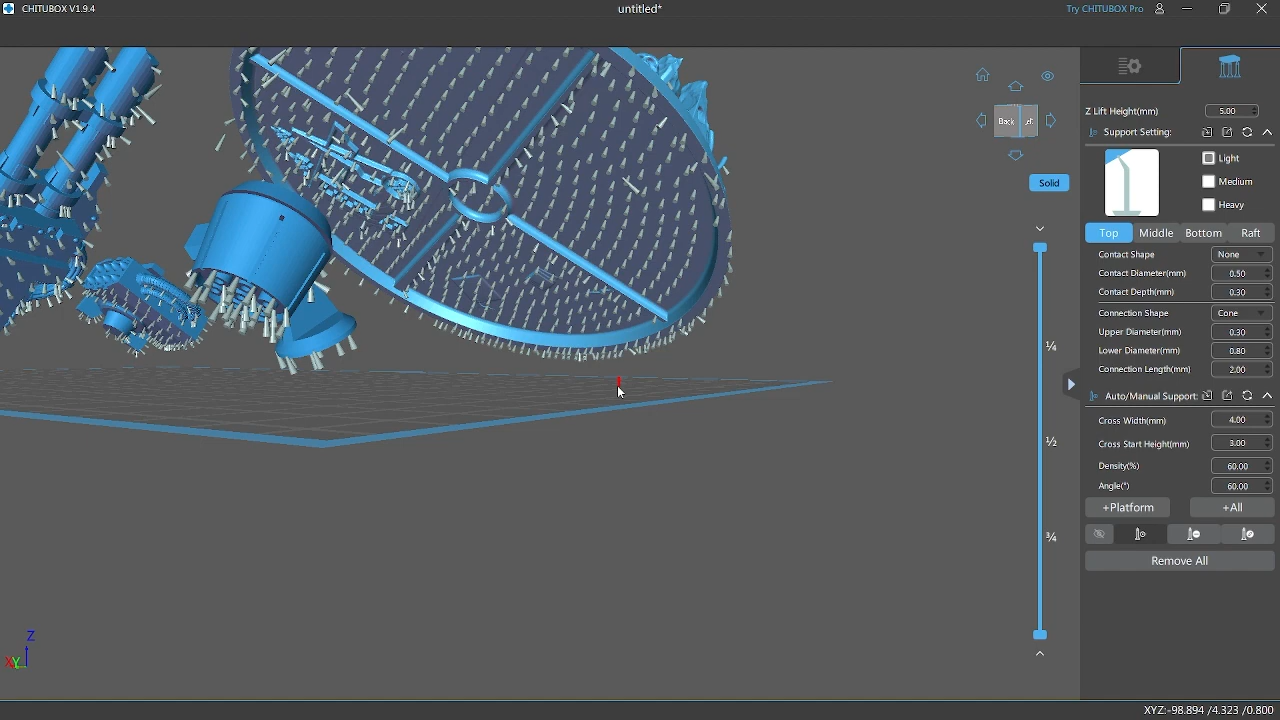 CHITUBOX V1.9.4
untitled*
Try CHITUBOX Pro
Z Lift Height(mm) 5.00
Support Setting:
Light
Medium
Heavy
Top Middle Bottom Raft
Contact Shape None
Contact Diameter(mm) 0.50
Contact Depth(mm) 0.30
Connection Shape Cone
Upper Diameter(mm) 0.30
Lower Diameter(mm) 0.80
Connection Length(mm) 2.00
Auto/Manual Support:
Cross Width(mm) 4.00
Cross Start Height(mm) 3.00
Density(%) 60.00
Angle(°) 60.00
+Platform +All
Remove All
Back
Solid
¼
½
¾
Z
X Y
XYZ:-98.894 /4.323 /0.800